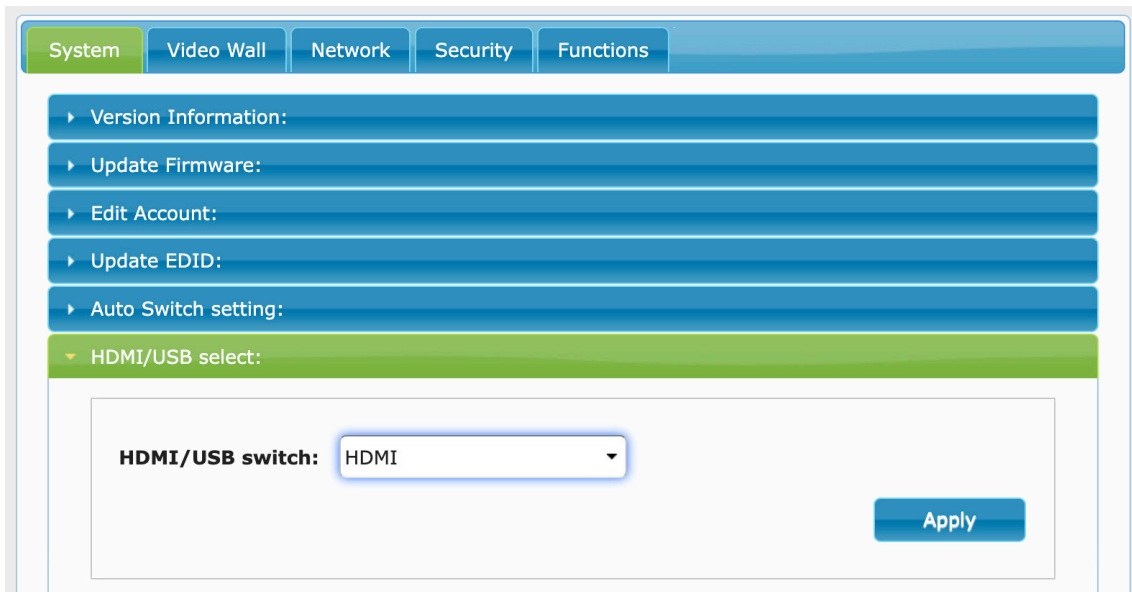 System Video Wall Network Security Functions
Version Information:
Update Firmware:
Edit Account:
Update EDID:
Auto Switch setting:
HDMI/USB select:
HDMI/USB switch: HDMI
Apply